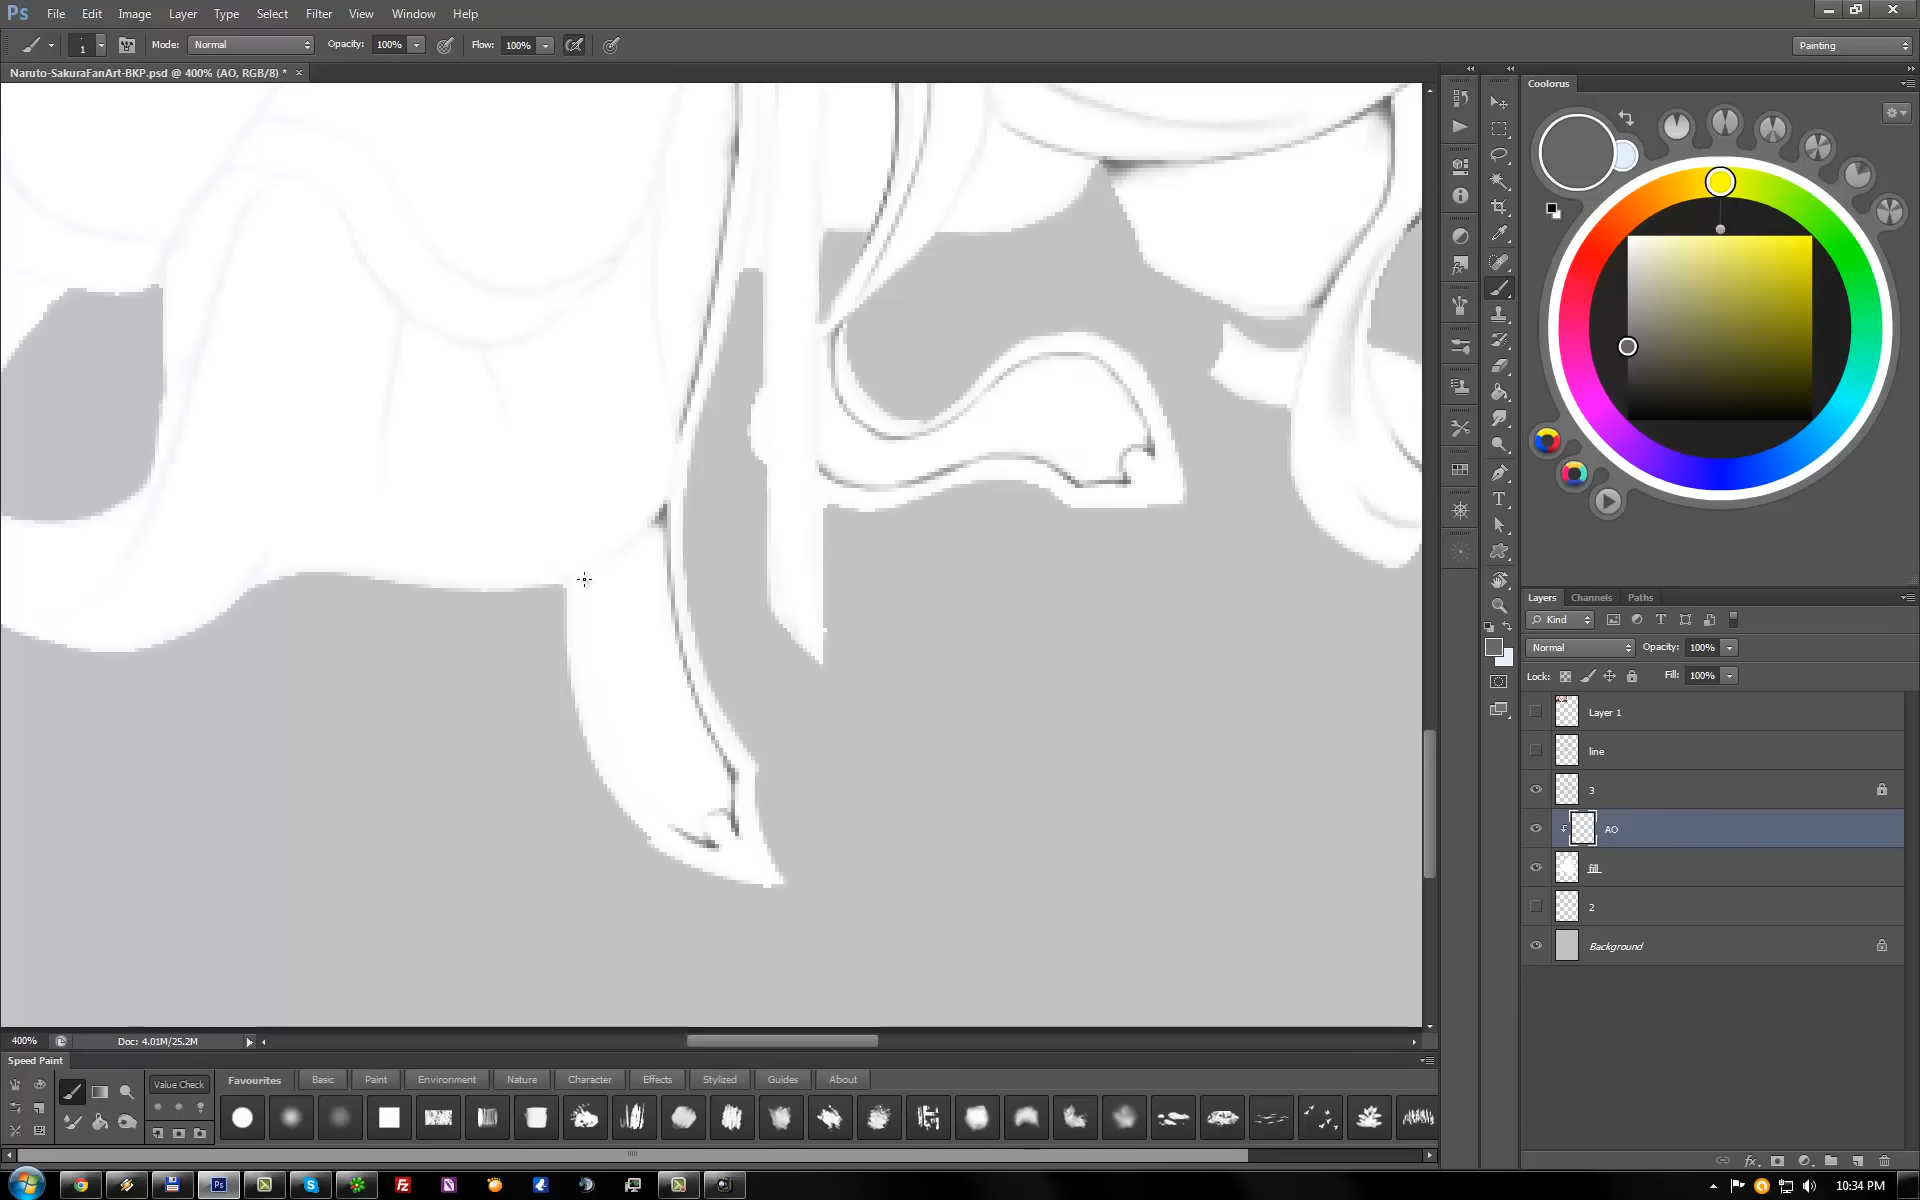 Ps File Edit Image Layer Type Select Filter Analysis View Window Help
1 Mode: Normal Opacity: 100% Flow: 100% Painting
Naruto-SakuraFanArt-BKP.psd @ 400% (AO, RGB/8) * ×
Coolorus
Layers Channels Paths
Kind
Normal Opacity: 100%
Lock: Fill: 100%
Layer 1
line
3
AO
fill
2
Background
400% Doc: 4.01M/25.2M
Speed Paint
Value Check Favourites Basic Paint Environment Nature Character Effects Stylized Guides About
Ps 10:34 PM